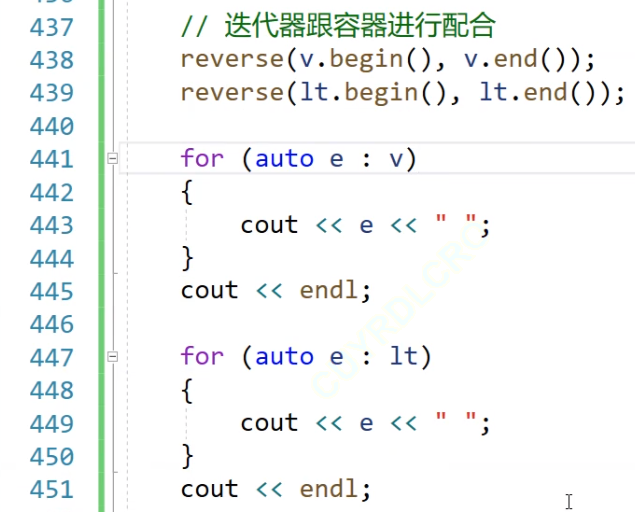 437 // 迭代器跟容器进行配合
438 reverse(v.begin(), v.end());
439 reverse(lt.begin(), lt.end());
440
441 for (auto e : v)
442 {
443 cout << e << " ";
444 }
445 cout << endl;
446
447 for (auto e : lt)
448 {
449 cout << e << " ";
450 }
451 cout << endl;